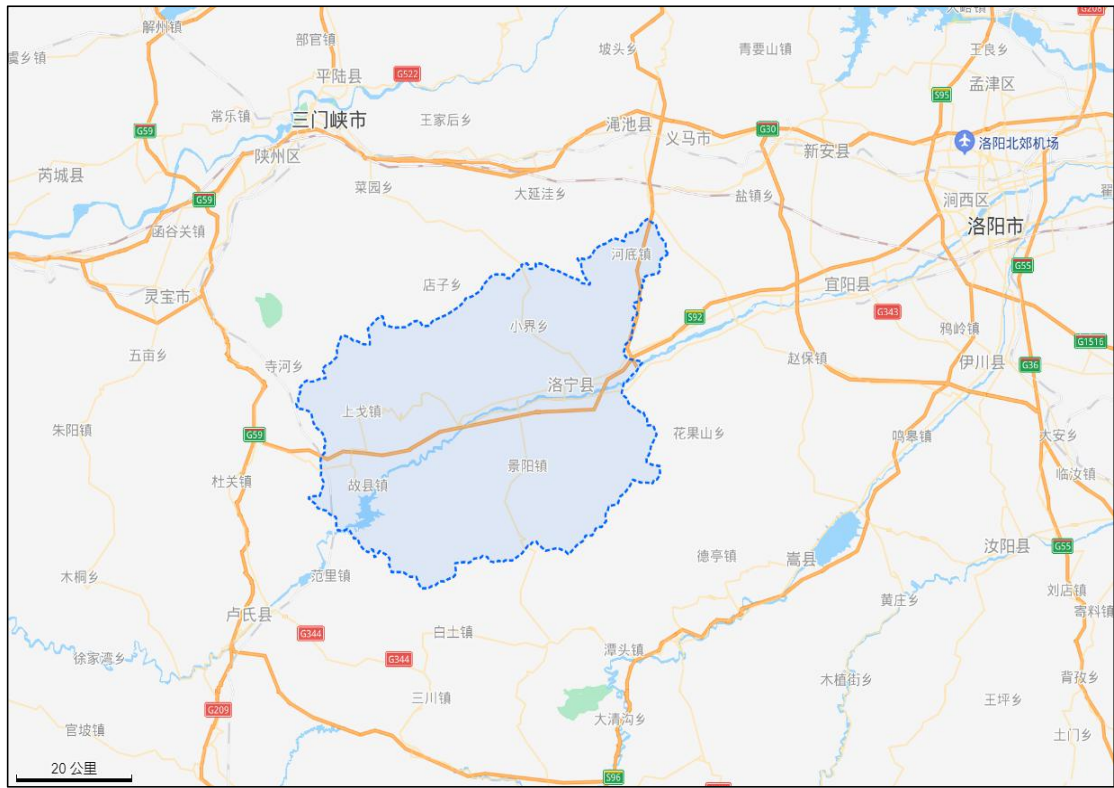 解州镇
部官镇
虞乡镇
平陆县
G522
坡头乡
青要山镇
王良乡
G208
孟津区
S95
常乐镇
三门峡市
王家后乡
渑池县
义马市
G30
新安县
洛阳北郊机场
G59
陕州区
芮城县
菜园乡
大延洼乡
盐镇乡
涧西区
G59
洛阳市
函谷关镇
河底镇
G55
灵宝市
店子乡
宜阳县
小界乡
S92
G343
鸦岭镇
G1516
五亩乡
寺河乡
赵保镇
伊川县
G36
洛宁县
上戈镇
朱阳镇
G59
花果山乡
鸣皋镇
大安乡
景阳镇
临汝镇
杜关镇
故县镇
汝阳县
G55
德亭镇
嵩县
木桐乡
范里镇
刘店镇
黄庄乡
寄料镇
卢氏县
G344
白土镇
潭头镇
徐家湾乡
G344
木植街乡
背孜乡
三川镇
王坪乡
G209
大清沟乡
官坡镇
土门乡
20 公里
S96